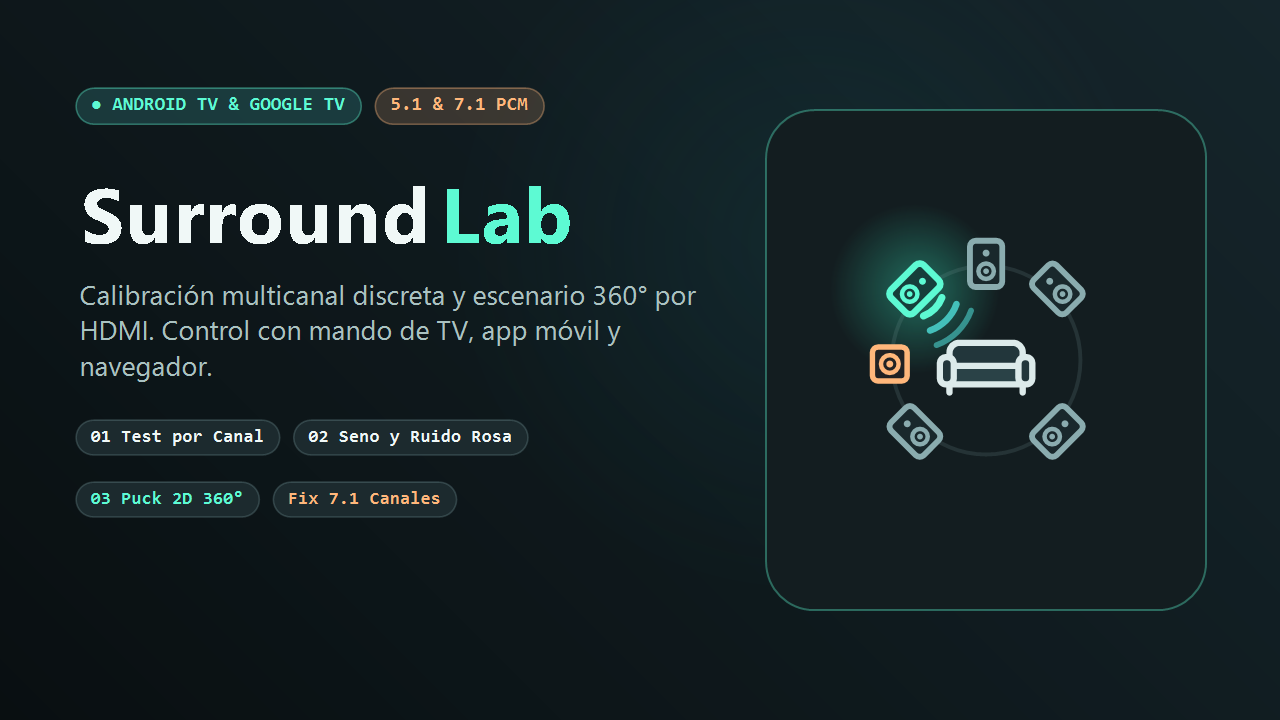 ● ANDROID TV & GOOGLE TV
5.1 & 7.1 PCM
Surround Lab
Calibración multicanal discreta y escenario 360° por
HDMI. Control con mando de TV, app móvil y
navegador.
01 Test por Canal
02 Seno y Ruido Rosa
03 Puck 2D 360°
Fix 7.1 Canales